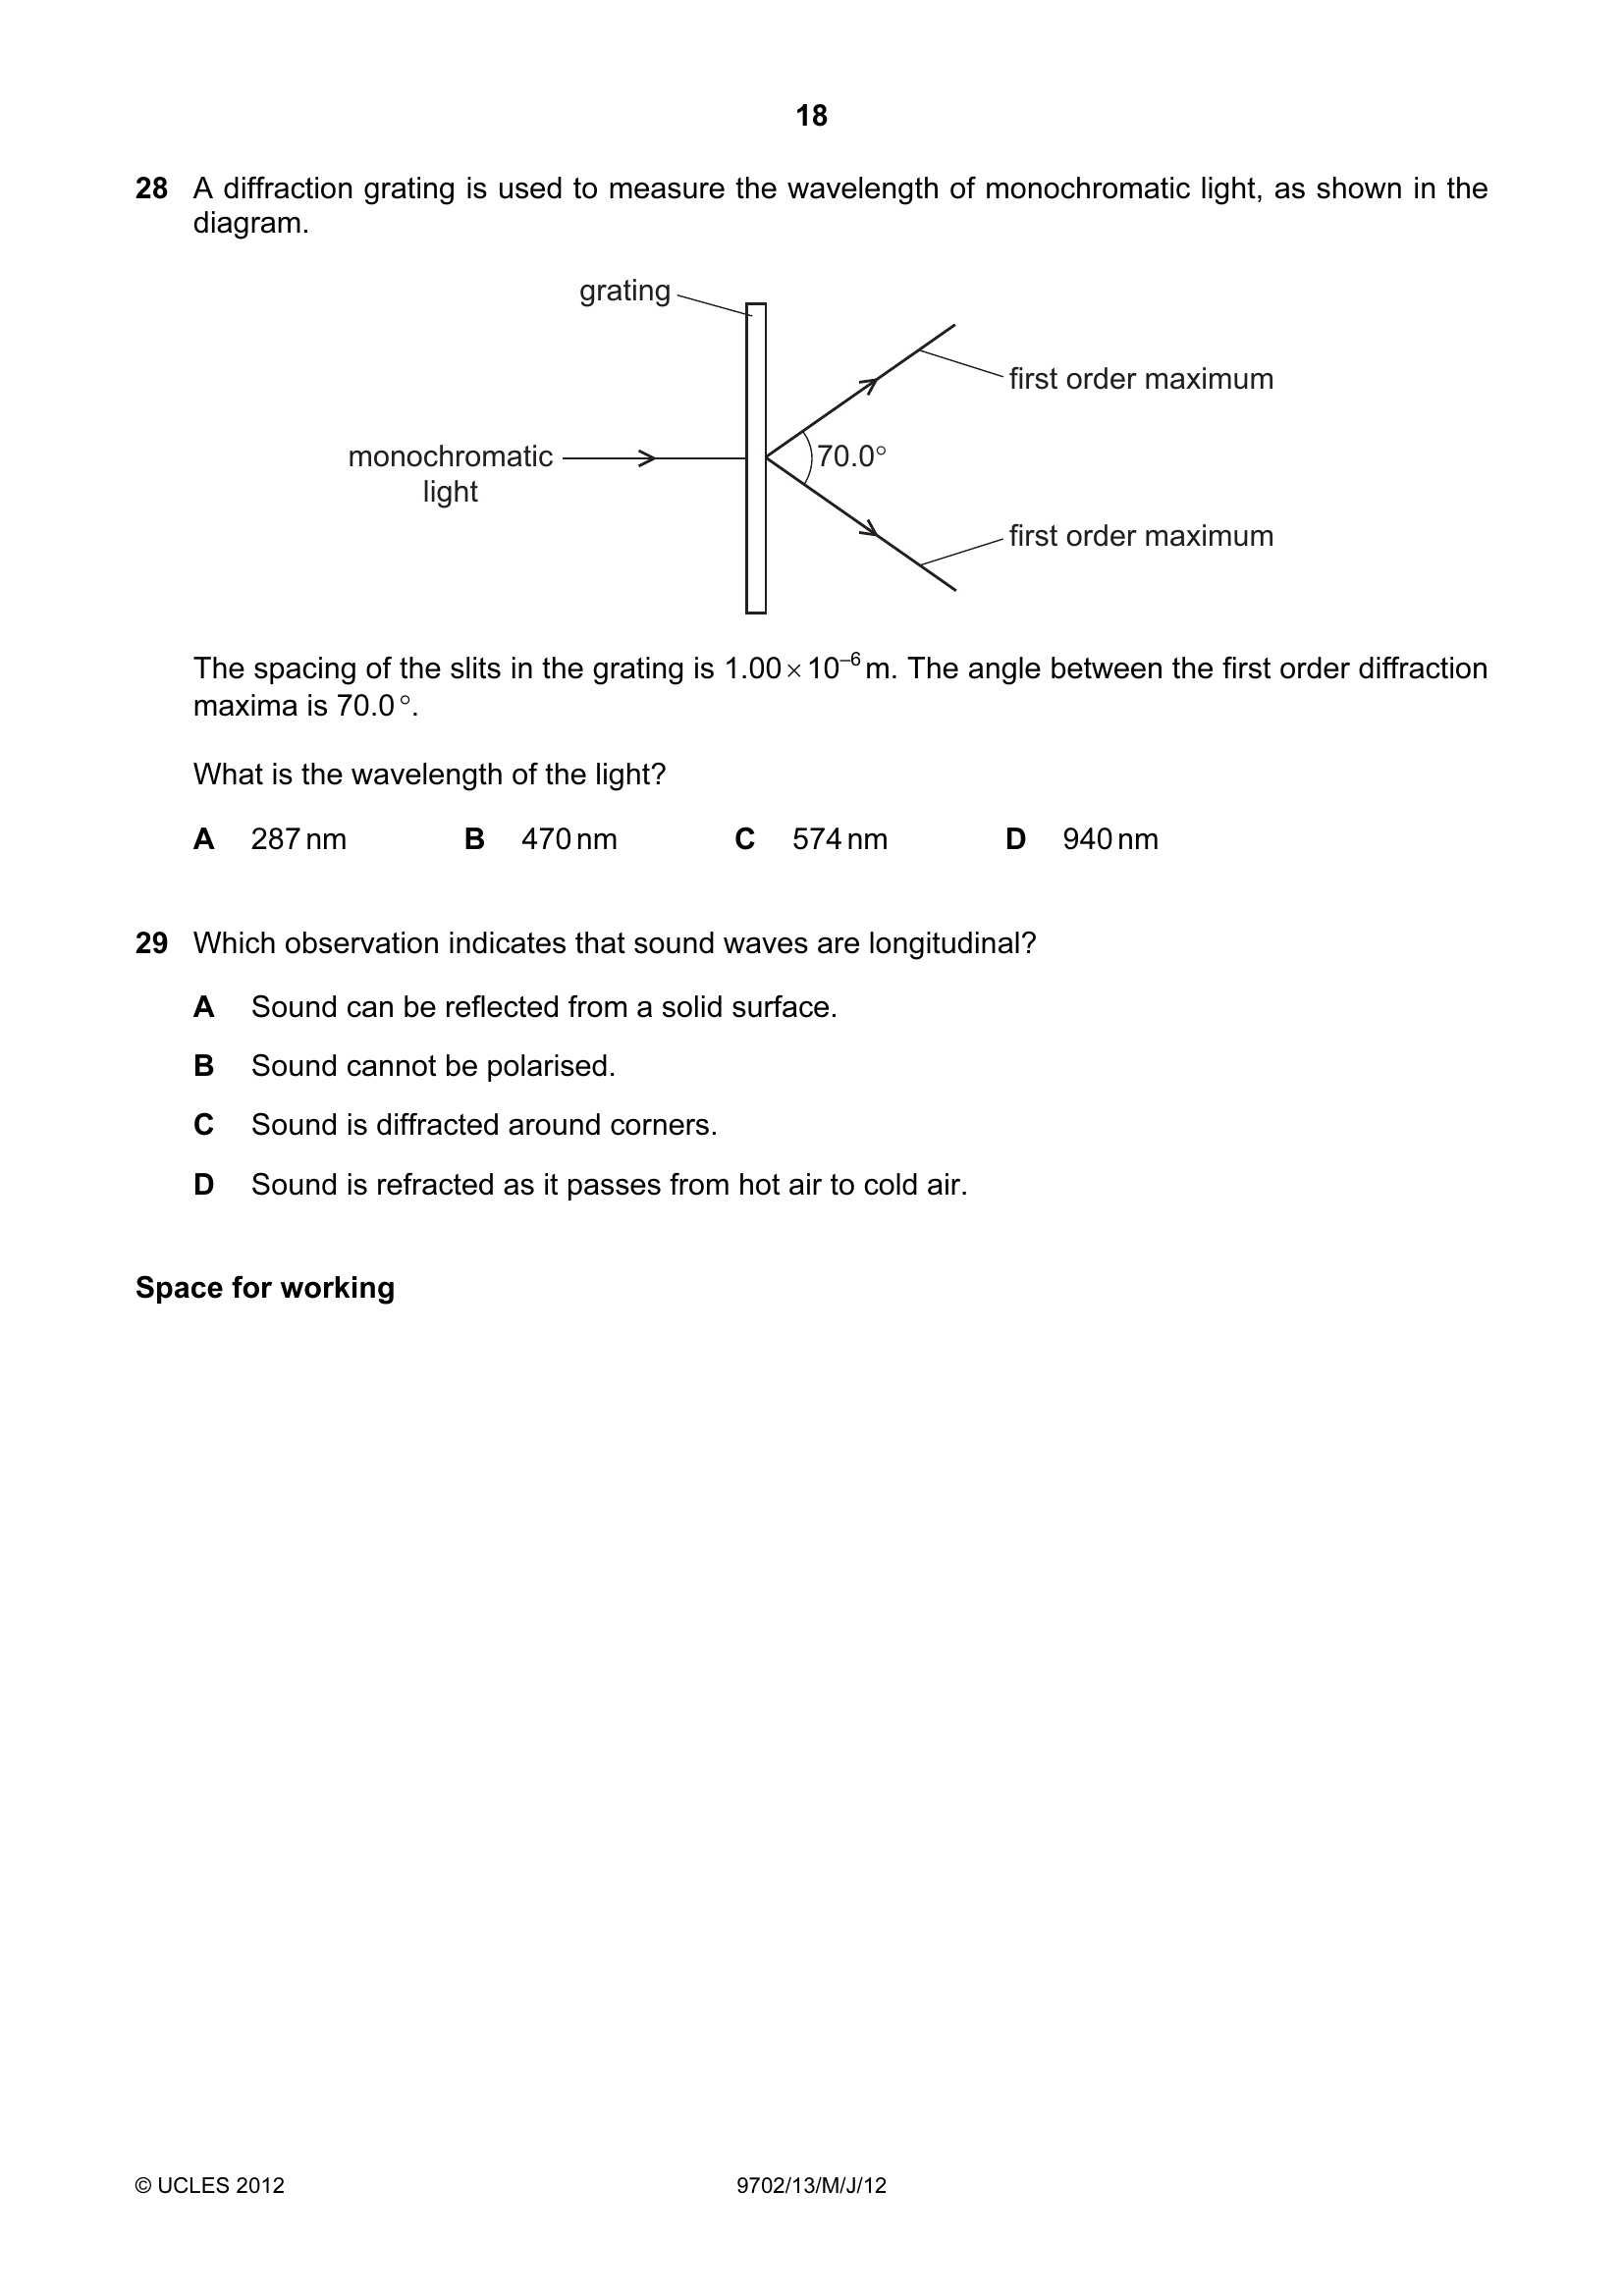 18
28 A diffraction grating is used to measure the wavelength of monochromatic light, as shown in the
diagram.
grating
first order maximum
monochromatic
light
70.0°
first order maximum
The spacing of the slits in the grating is 1.00 × 10⁻⁶ m. The angle between the first order diffraction
maxima is 70.0 °.
What is the wavelength of the light?
A 287 nm B 470 nm C 574 nm D 940 nm
29 Which observation indicates that sound waves are longitudinal?
A Sound can be reflected from a solid surface.
B Sound cannot be polarised.
C Sound is diffracted around corners.
D Sound is refracted as it passes from hot air to cold air.
Space for working
© UCLES 2012 9702/13/M/J/12